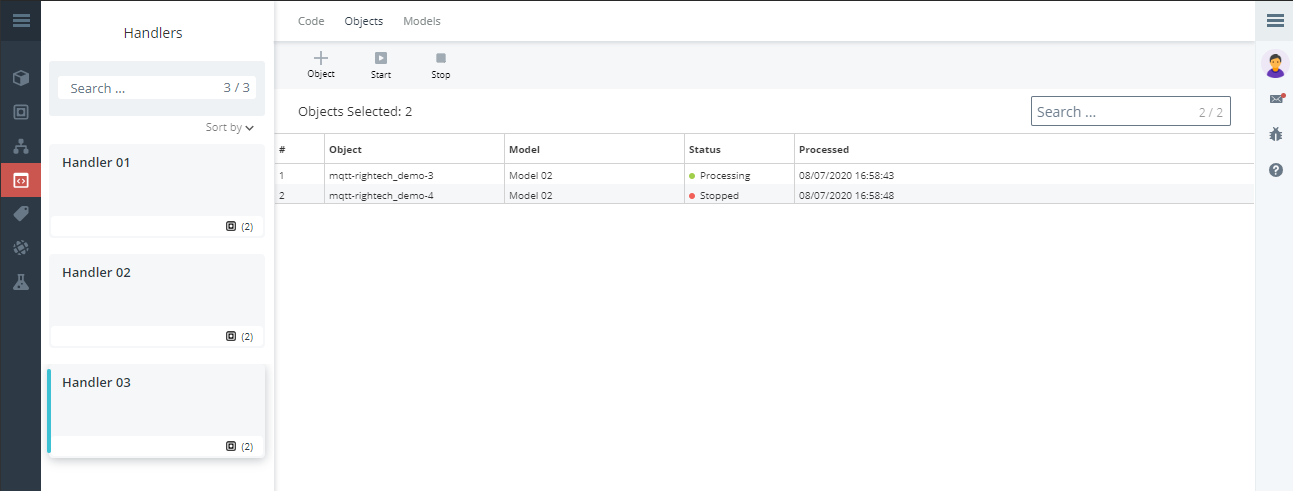 Handlers
Search ... 3 / 3
Sort by
Handler 01
(2)
Handler 02
(2)
Handler 03
(2)
Code Objects Models
Object Start Stop
Objects Selected: 2
Search ... 2 / 2
# Object Model Status Processed
1 mqtt-rightech_demo-3 Model 02 Processing 08/07/2020 16:58:43
2 mqtt-rightech_demo-4 Model 02 Stopped 08/07/2020 16:58:48